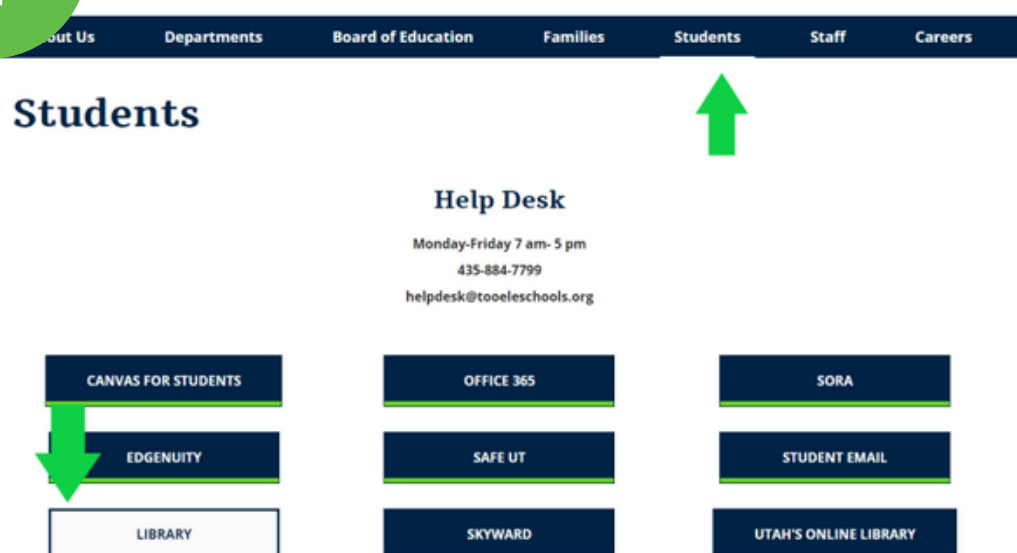 out Us Departments Board of Education Families Students Staff Careers
Students
Help Desk
Monday-Friday 7 am- 5 pm
435-884-7799
helpdesk@tooeleschools.org
CANVAS FOR STUDENTS OFFICE 365 SORA
EDGENUITY SAFE UT STUDENT EMAIL
LIBRARY SKYWARD UTAH'S ONLINE LIBRARY